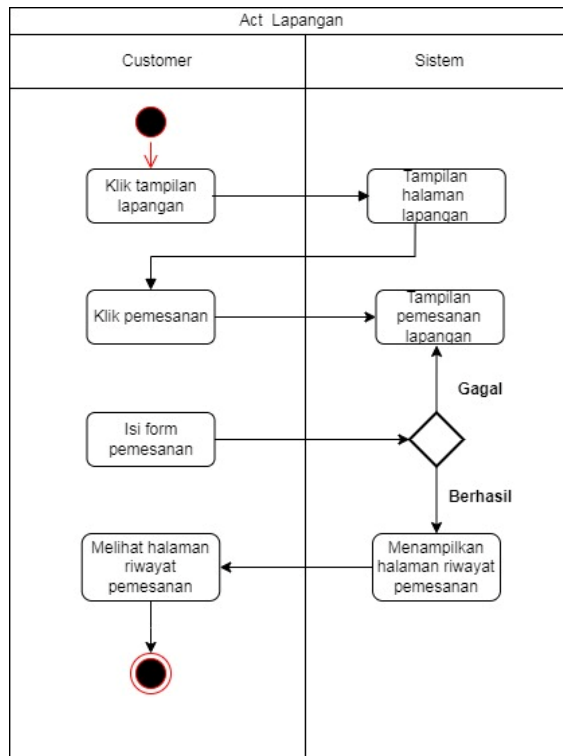 Act Lapangan
Customer
Sistem
Klik tampilan
lapangan
Tampilan
halaman
lapangan
Klik pemesanan
Tampilan
pemesanan
lapangan
Gagal
Isi form
pemesanan
Berhasil
Melihat halaman
riwayat
pemesanan
Menampilkan
halaman riwayat
pemesanan